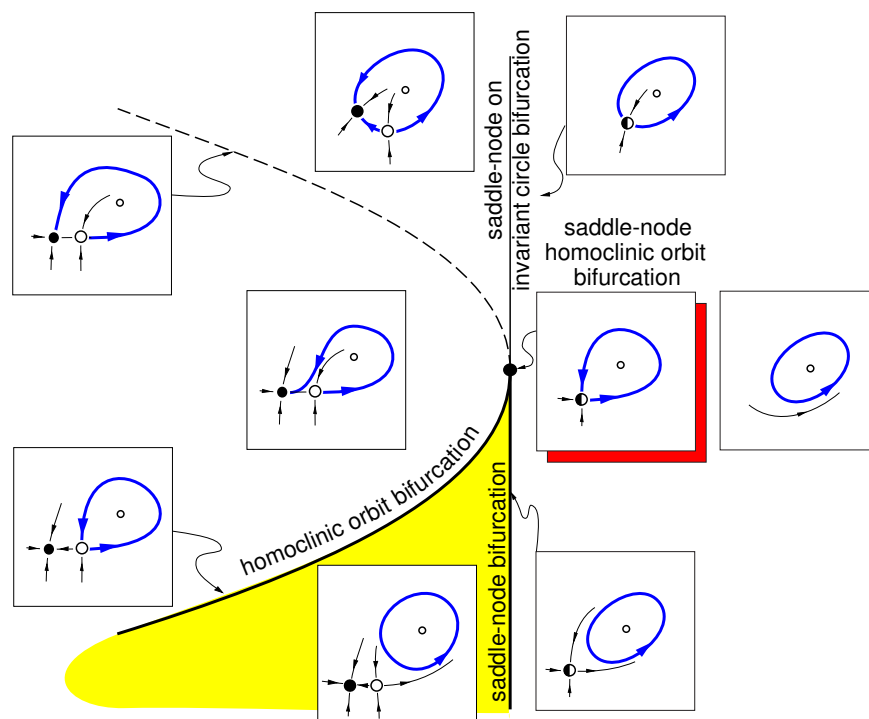 saddle-node on
invariant circle bifurcation
saddle-node
homoclinic orbit
bifurcation
homoclinic orbit bifurcation
saddle-node bifurcation